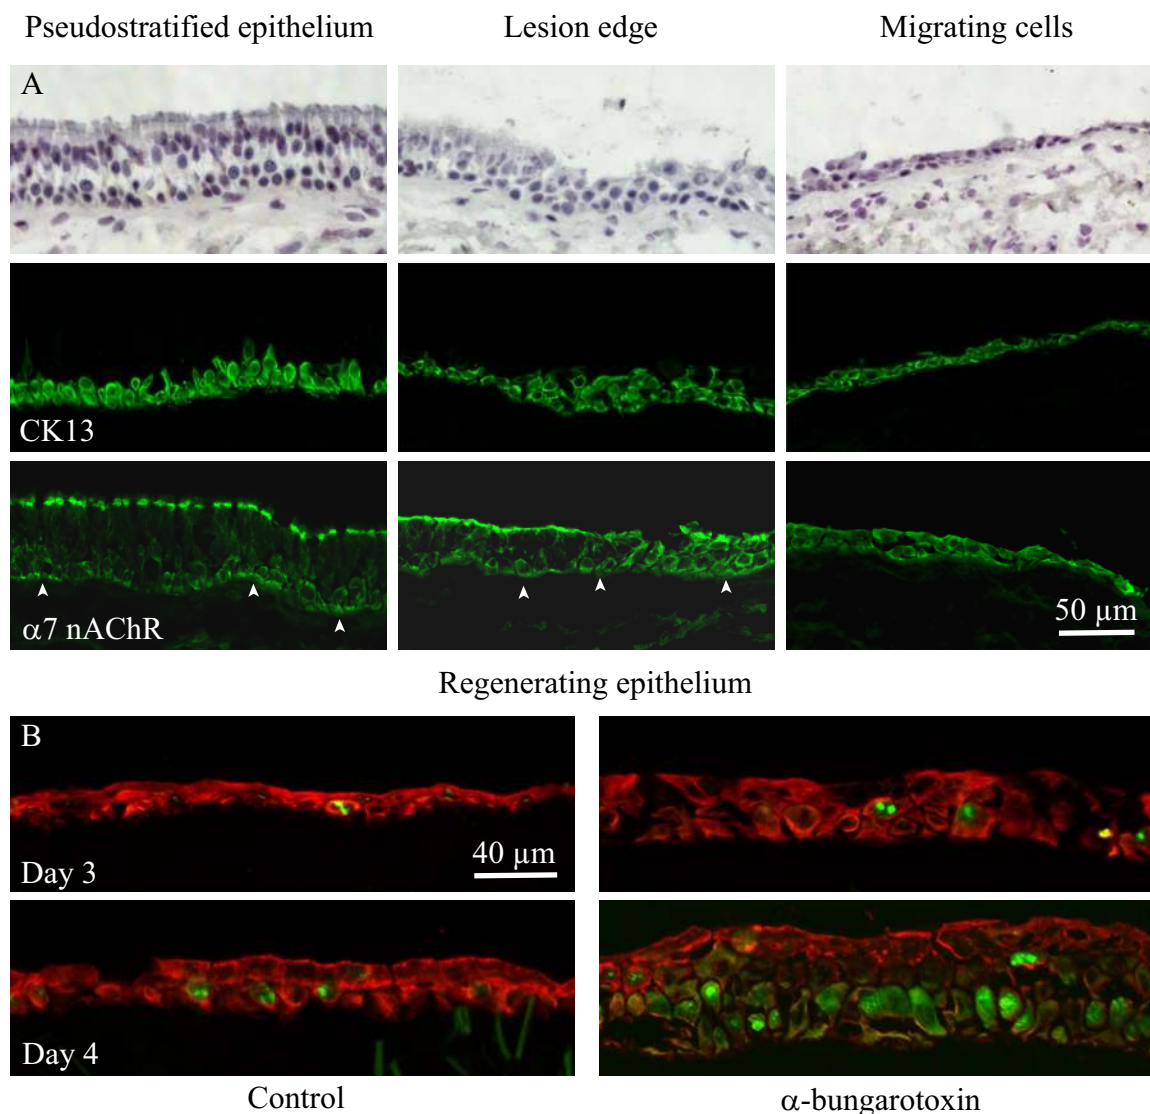 Pseudostratified epithelium
Lesion edge
Migrating cells
A
CK13
α7 nAChR
50 µm
Regenerating epithelium
B
Day 3
40 µm
Day 4
Control
α-bungarotoxin